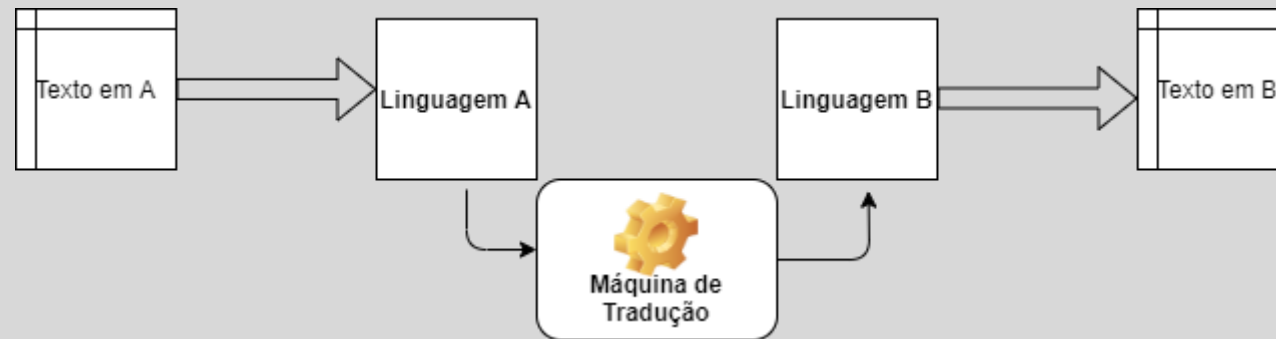 Texto em A
Linguagem A
Linguagem B
Texto em B
Máquina de
Tradução